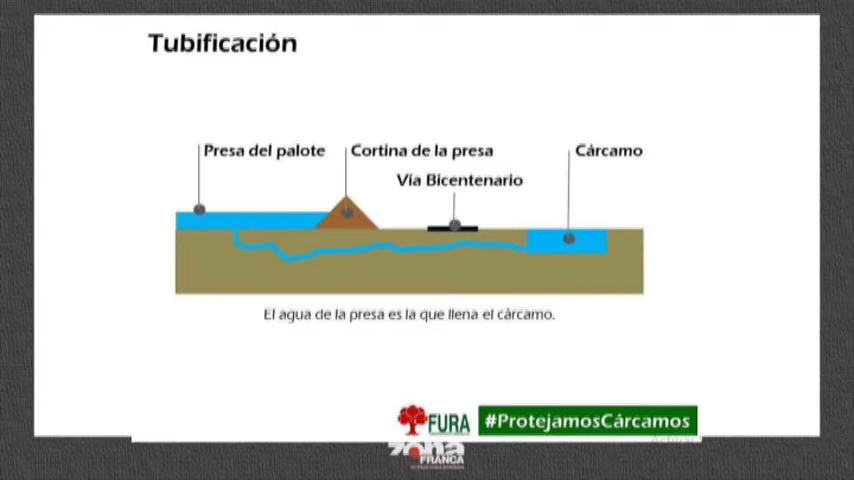 Tubificación
Presa del palote
Cortina de la presa
Cárcamo
Vía Bicentenario
El agua de la presa es la que llena el cárcamo.
FURA
#ProtejamosCárcamos
zona
FRANCA